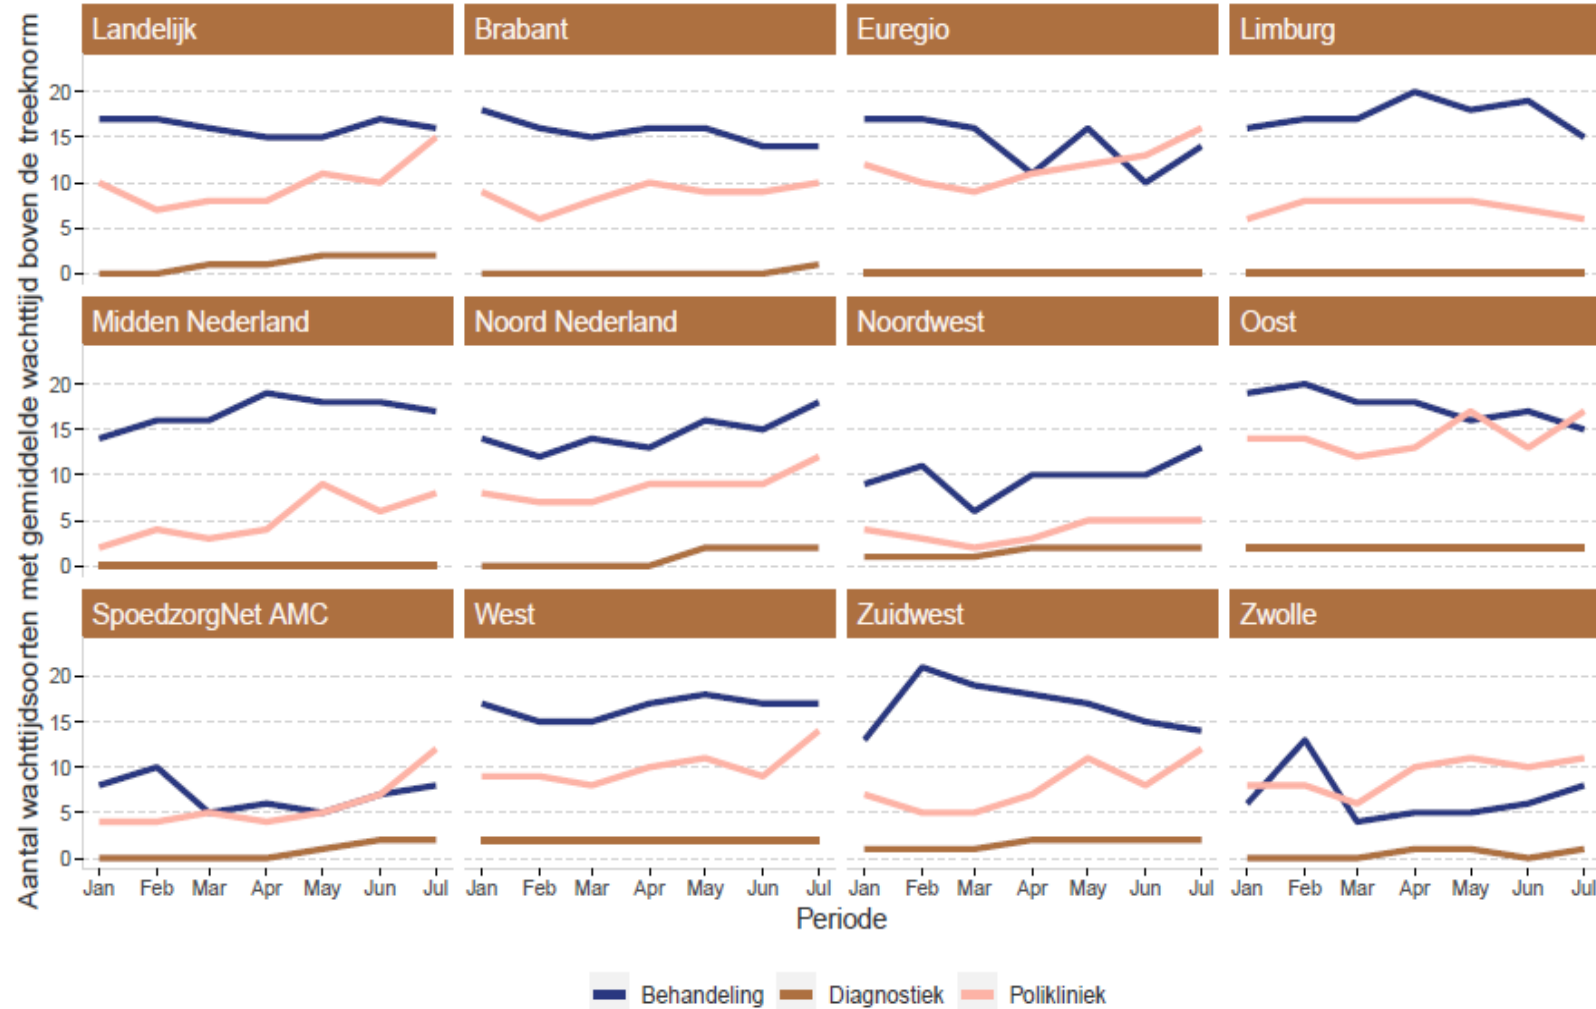 Aantal wachttijdsoorten met gemiddelde wachttijd boven de treeknorm
Landelijk Brabant Euregio Limburg
20
15
10
5
0
Midden Nederland Noord Nederland Noordwest Oost
20
15
10
5
0
SpoedzorgNet AMC West Zuidwest Zwolle
20
15
10
5
0
Jan Feb Mar Apr May Jun Jul Jan Feb Mar Apr May Jun Jul Jan Feb Mar Apr May Jun Jul Jan Feb Mar Apr May Jun Jul
Periode
Behandeling Diagnostiek Polikliniek